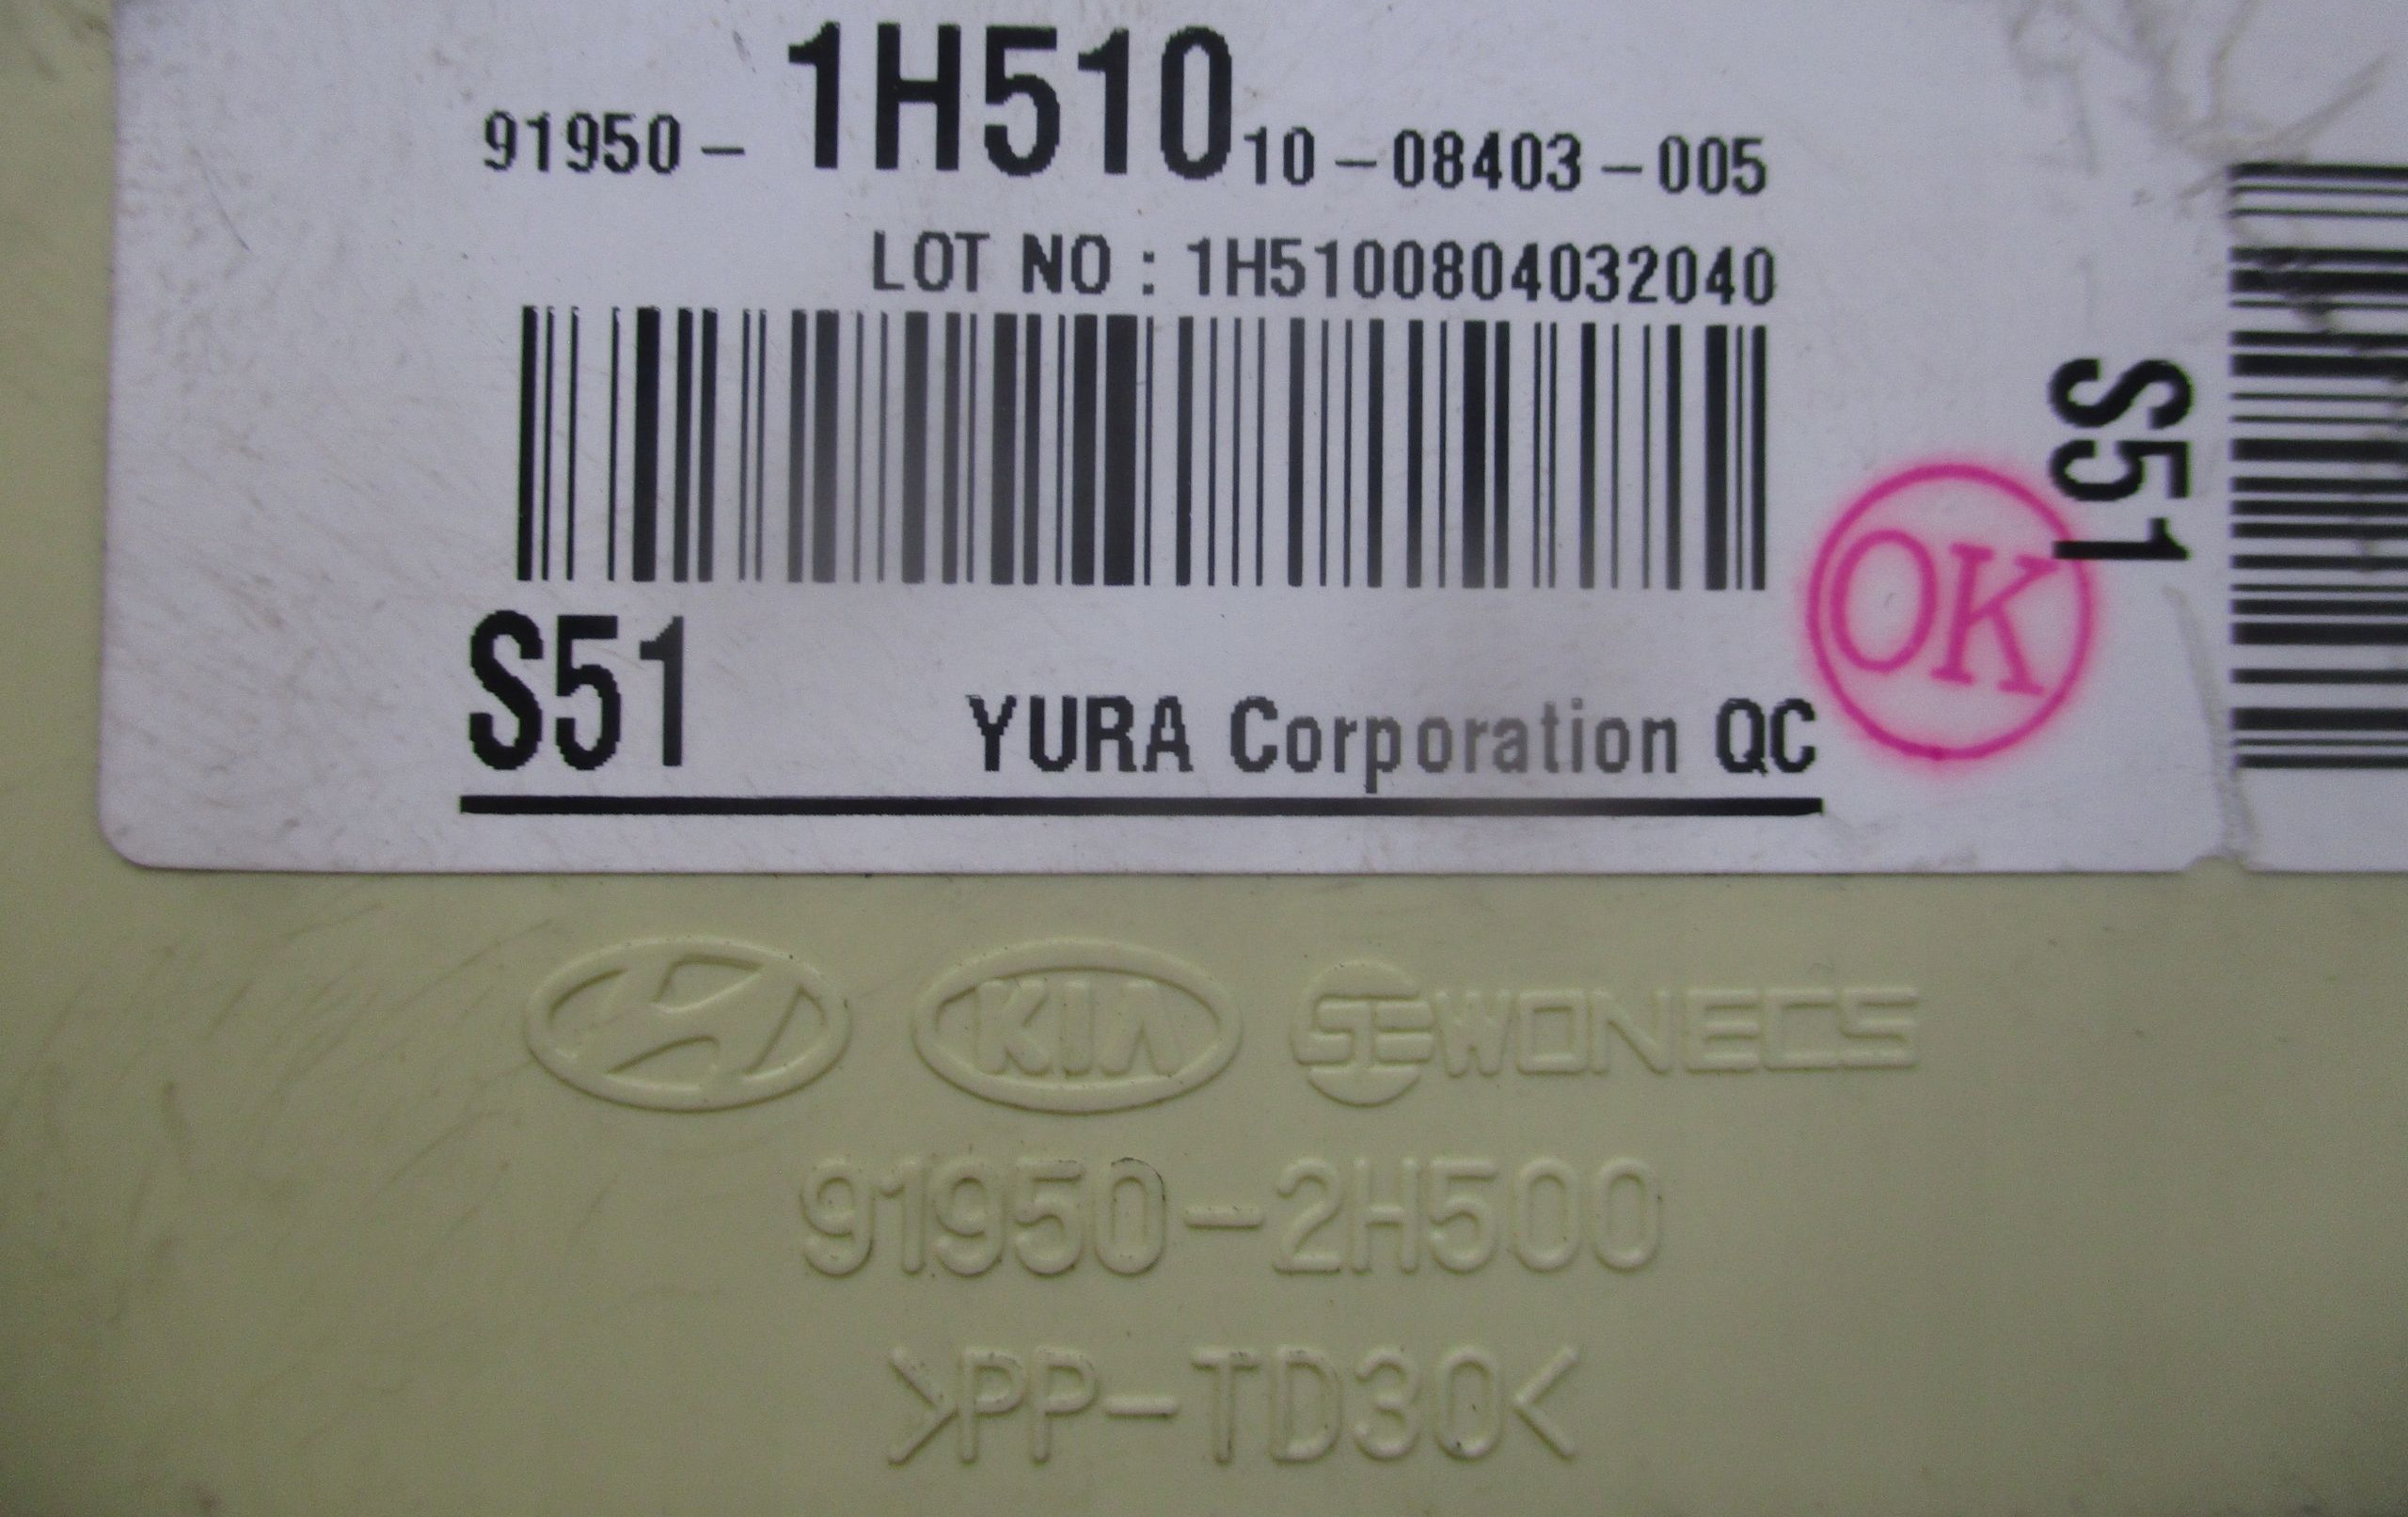 91950- 1H510 10-08403-005
LOT NO : 1H5100804032040
S51
YURA Corporation QC
OK
S51
KIA SEWONECS
91950-2H500
>PP-TD30<